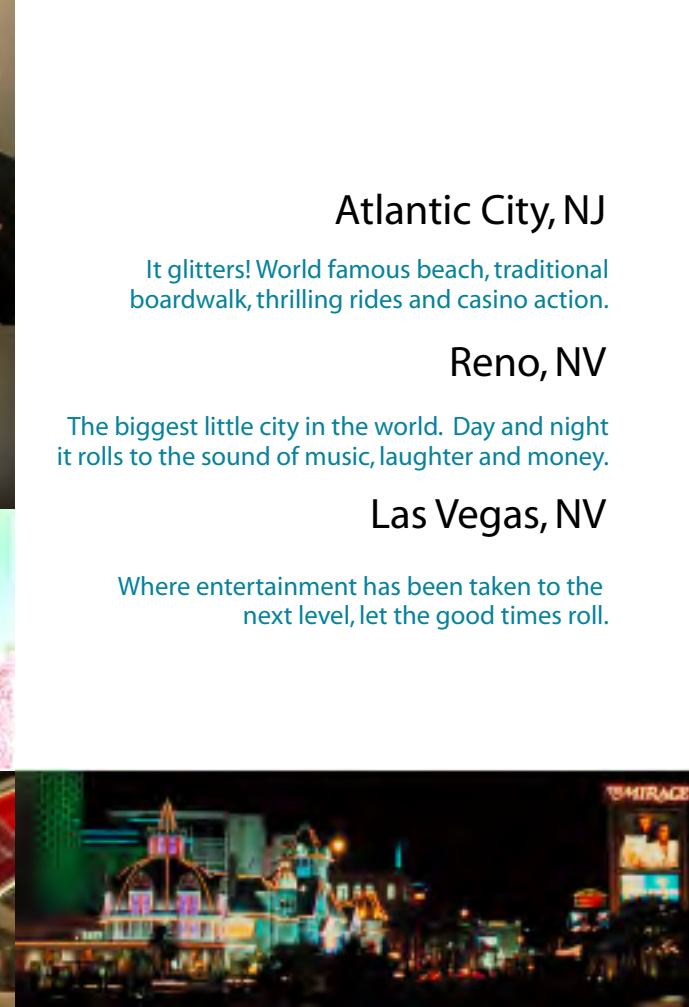 Atlantic City, NJ
It glitters! World famous beach, traditional
boardwalk, thrilling rides and casino action.
Reno, NV
The biggest little city in the world.  Day and night
it rolls to the sound of music, laughter and money.
Las Vegas, NV
Where entertainment has been taken to the
next level, let the good times roll.
THE MIRAGE